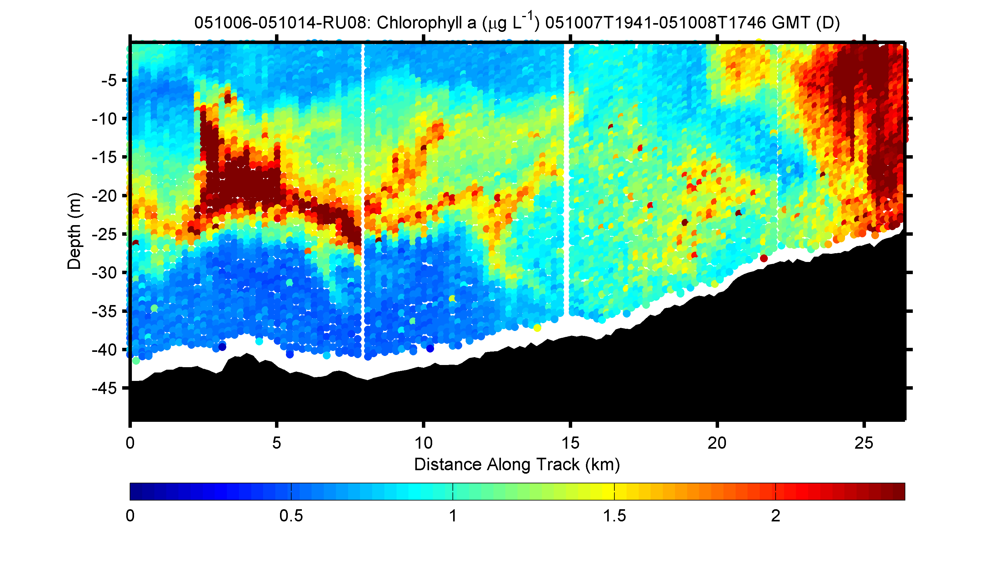 051006-051014-RU08: Chlorophyll a (μg L⁻¹) 051007T1941-051008T1746 GMT (D)
-5
-10
-15
-20
-25
-30
-35
-40
-45
Depth (m)
0 5 10 15 20 25
Distance Along Track (km)
0 0.5 1 1.5 2